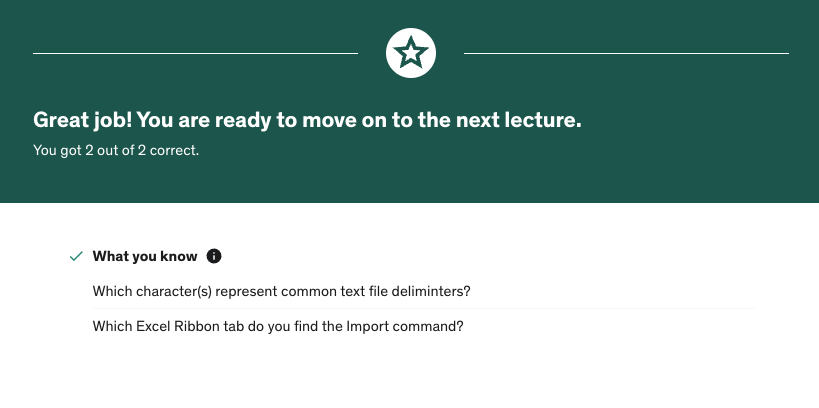 Great job! You are ready to move on to the next lecture.
You got 2 out of 2 correct.
What you know
Which character(s) represent common text file deliminters?
Which Excel Ribbon tab do you find the Import command?